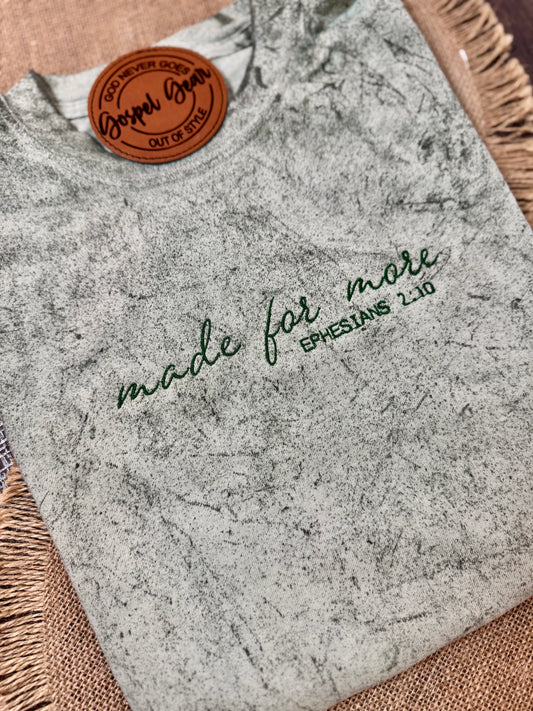 GOD NEVER GOES
Gospel Gear
OUT OF STYLE
made for more
EPHESIANS 2:10